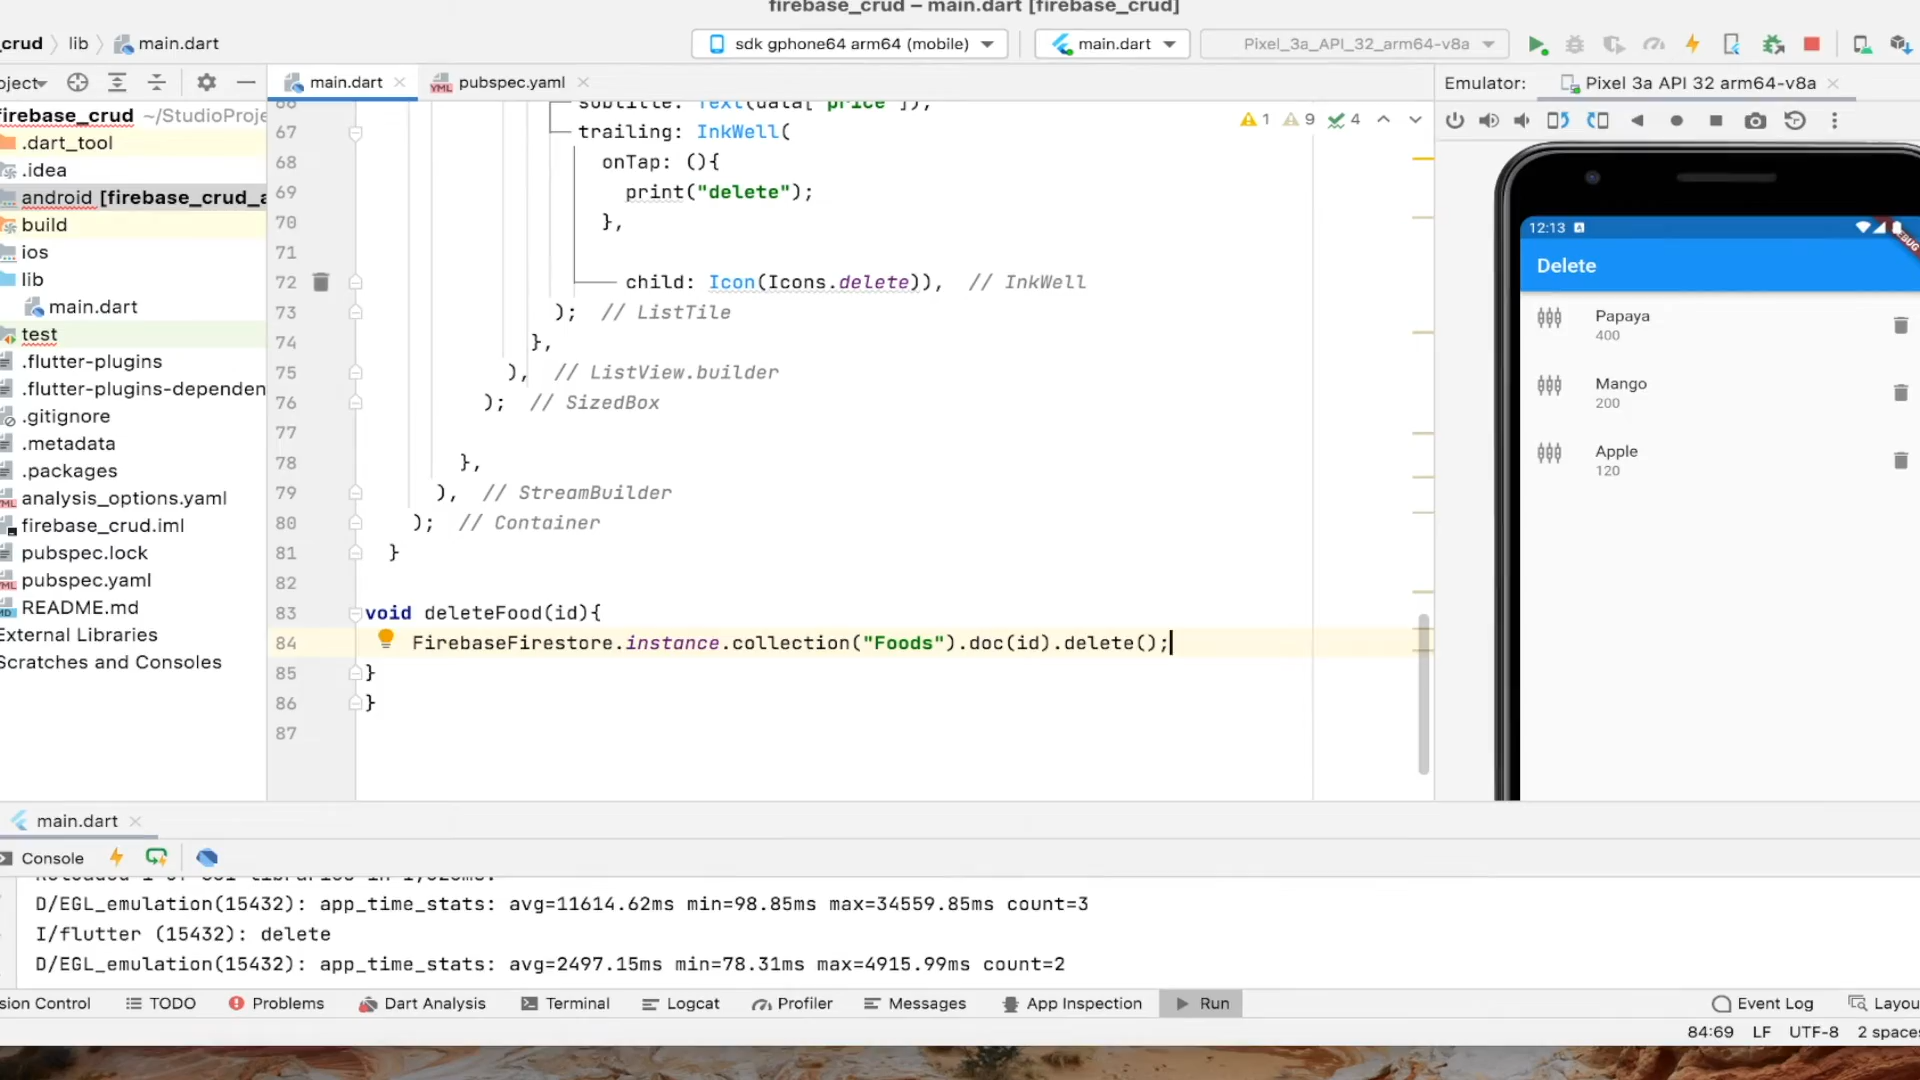 firebase_crud – main.dart [firebase_crud]
_crud lib main.dart
sdk gphone64 arm64 (mobile) main.dart Pixel_3a_API_32_arm64-v8a
oject main.dart pubspec.yaml Emulator: Pixel 3a API 32 arm64-v8a
firebase_crud ~/StudioProje
.dart_tool
.idea
android [firebase_crud_a
build
ios
lib
main.dart
test
.flutter-plugins
.flutter-plugins-dependen
.gitignore
.metadata
.packages
analysis_options.yaml
firebase_crud.iml
pubspec.lock
pubspec.yaml
README.md
External Libraries
Scratches and Consoles
1 9 4
66 subtitle: Text(data['price']),
67 trailing: InkWell(
68 onTap: (){
69 print("delete");
70 },
71
72 child: Icon(Icons.delete)), // InkWell
73 ); // ListTile
74 },
75 ), // ListView.builder
76 ); // SizedBox
77
78 },
79 ), // StreamBuilder
80 ); // Container
81 }
82
83 void deleteFood(id){
84 FirebaseFirestore.instance.collection("Foods").doc(id).delete();
85 }
86 }
87
12:13 A
EBUG
Delete
Papaya
400
Mango
200
Apple
120
main.dart
Console
D/EGL_emulation(15432): app_time_stats: avg=11614.62ms min=98.85ms max=34559.85ms count=3
I/flutter (15432): delete
D/EGL_emulation(15432): app_time_stats: avg=2497.15ms min=78.31ms max=4915.99ms count=2
sion Control TODO Problems Dart Analysis Terminal Logcat Profiler Messages App Inspection Run Event Log Layou
84:69 LF UTF-8 2 spaces